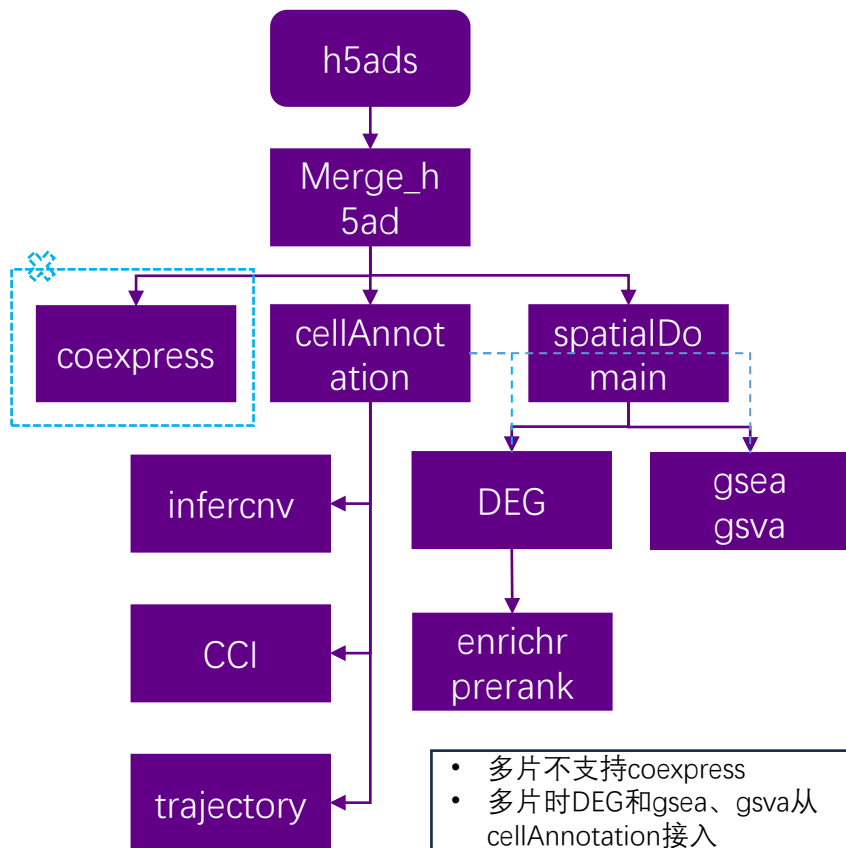 h5ads
Merge_h
5ad
coexpress
cellAnnot
ation
spatialDo
main
infercnv
DEG
gsea
gsva
CCI
enrichr
prerank
trajectory
• 多片不支持coexpress
• 多片时DEG和gsea、gsva从
cellAnnotation接入